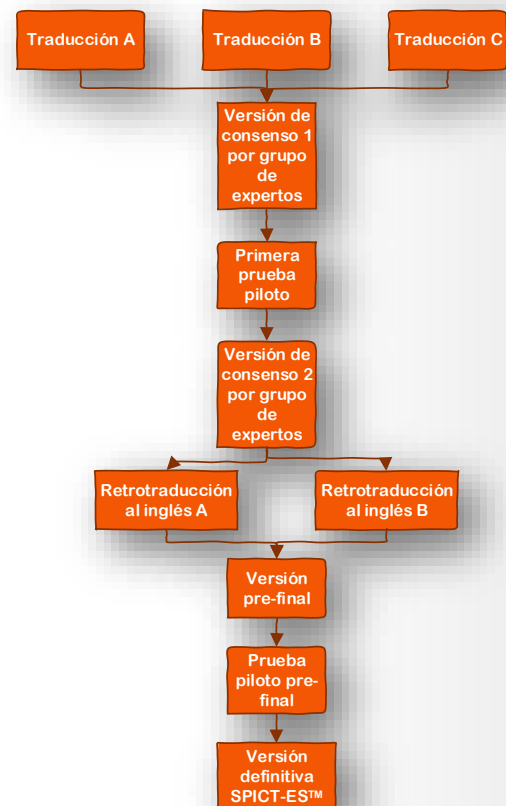 Traducción A
Traducción B
Traducción C
Versión de
consenso 1
por grupo
de
expertos
Primera
prueba
piloto
Versión de
consenso 2
por grupo
de
expertos
Retrotraducción
al inglés A
Retrotraducción
al inglés B
Versión
pre-final
Prueba
piloto pre-
final
Versión
definitiva
SPICT-ES™